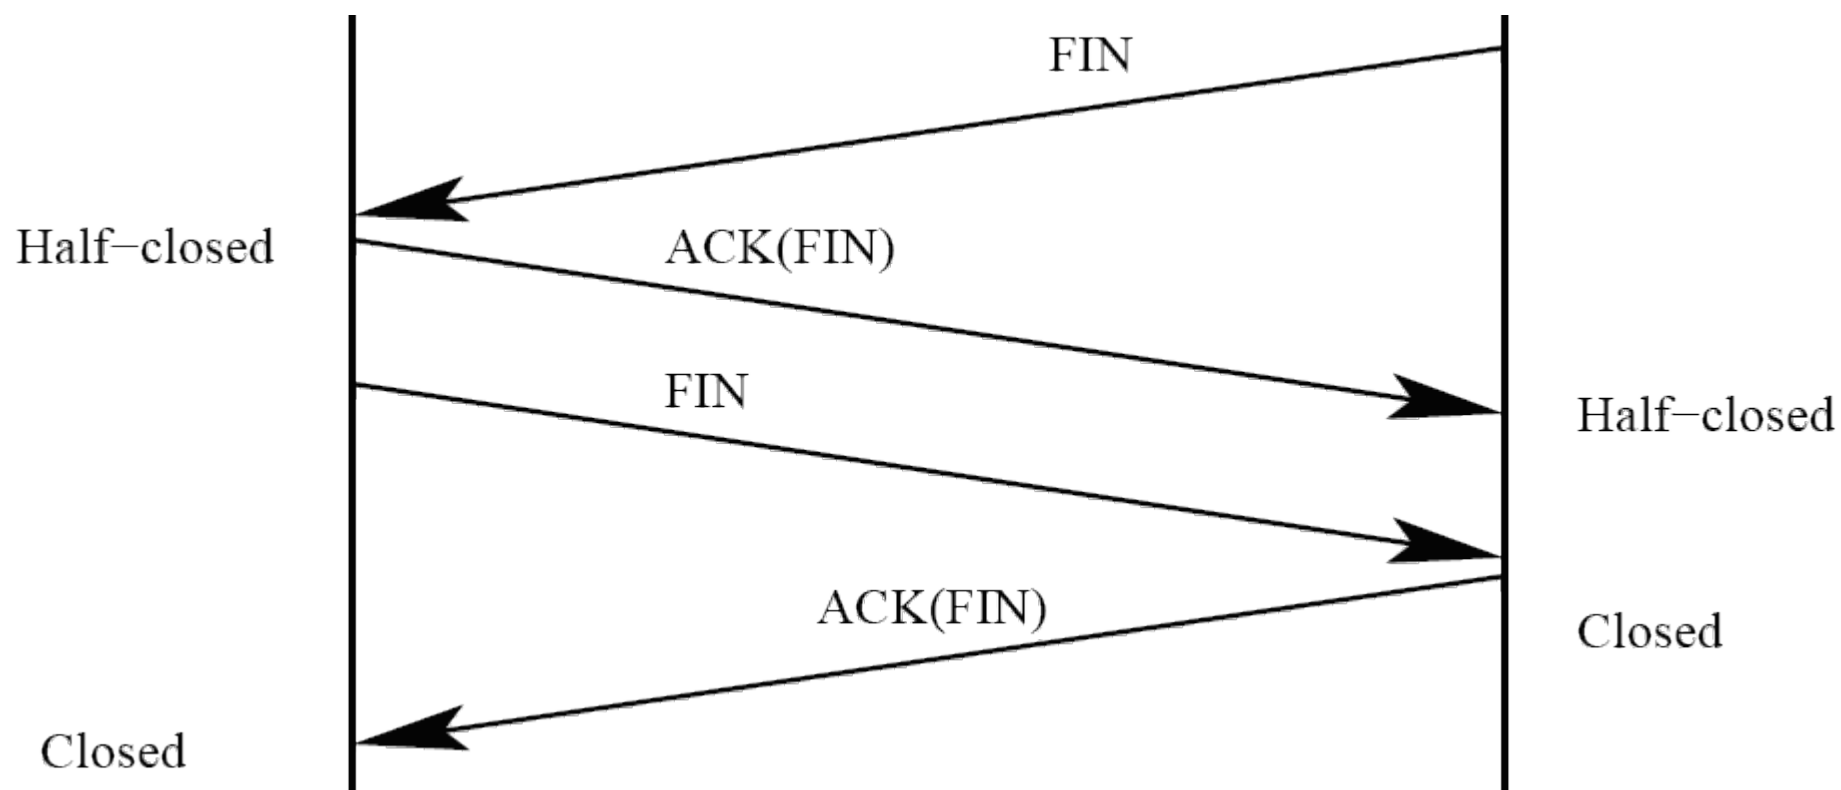 FIN
Half−closed
ACK(FIN)
FIN
Half−closed
ACK(FIN)
Closed
Closed